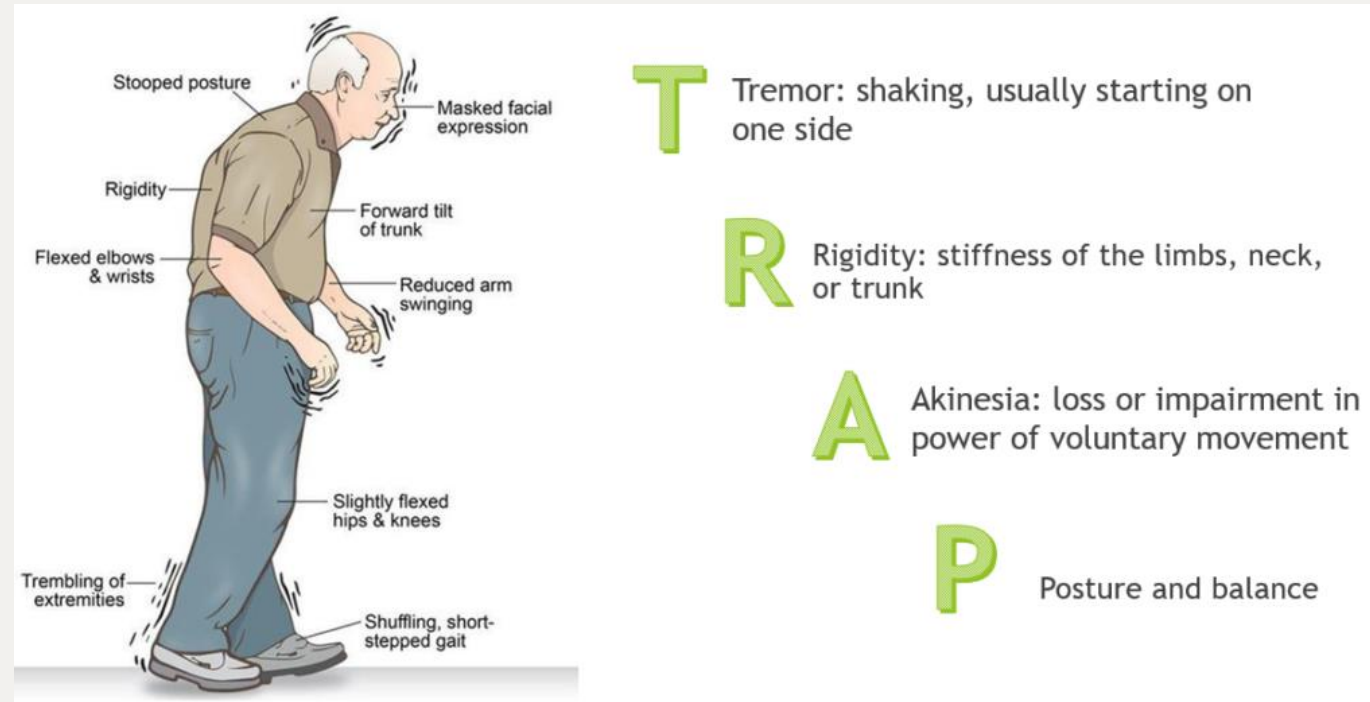 Stooped posture
Masked facial
expression
Rigidity
Forward tilt
of trunk
Flexed elbows
& wrists
Reduced arm
swinging
Slightly flexed
hips & knees
Trembling of
extremities
Shuffling, short-
stepped gait
T
Tremor: shaking, usually starting on
one side
R
Rigidity: stiffness of the limbs, neck,
or trunk
A
Akinesia: loss or impairment in
power of voluntary movement
P
Posture and balance